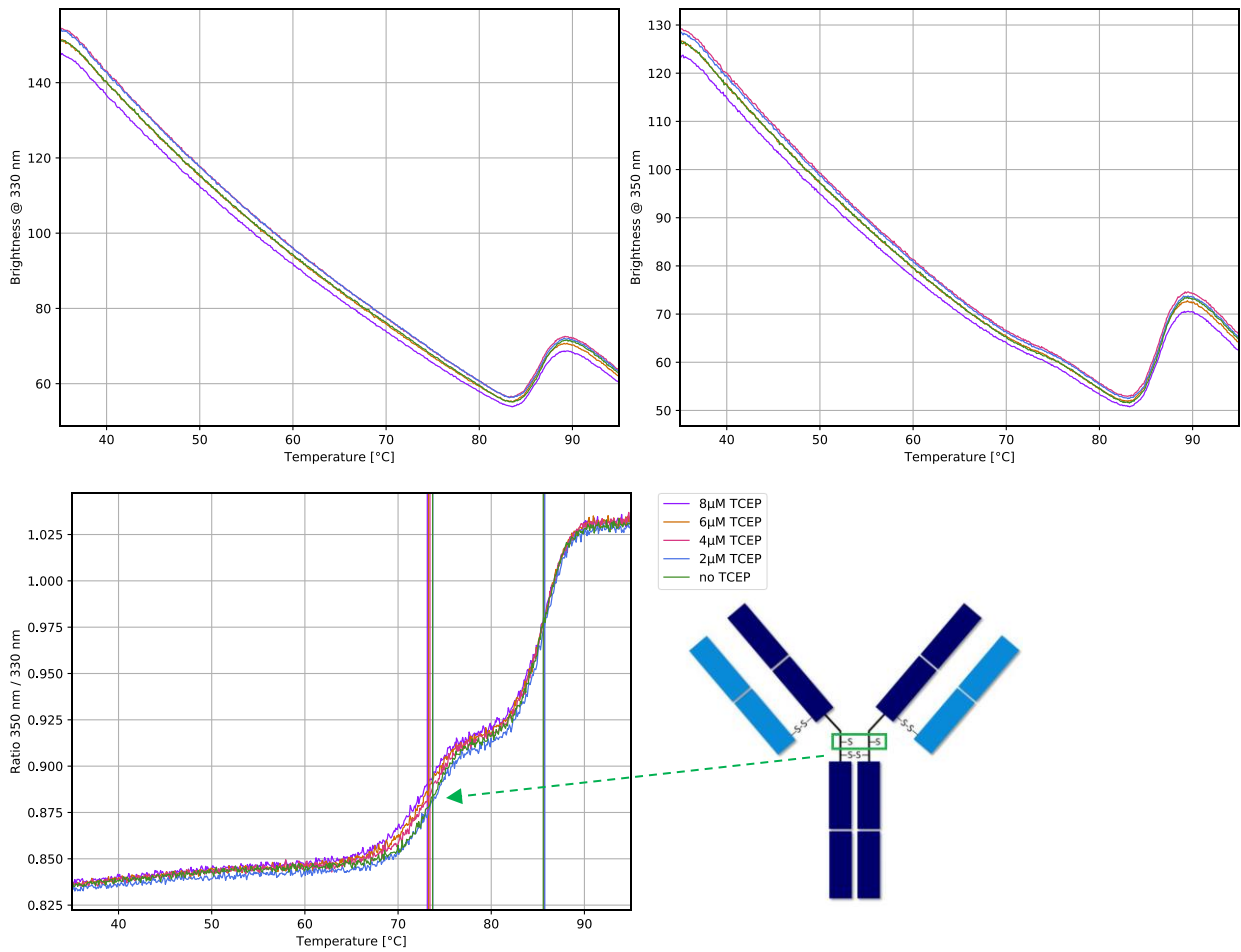 140
120
100
80
60
40
50
60
70
80
90
Brightness @ 330 nm
Temperature [°C]
130
120
110
100
90
80
70
60
50
40
50
60
70
80
90
Brightness @ 350 nm
Temperature [°C]
1.025
1.000
0.975
0.950
0.925
0.900
0.875
0.850
0.825
40
50
60
70
80
90
Ratio 350 nm / 330 nm
Temperature [°C]
8μM TCEP
6μM TCEP
4μM TCEP
2μM TCEP
no TCEP
-S-S-
-S-S-
-S
-S
-S-S-